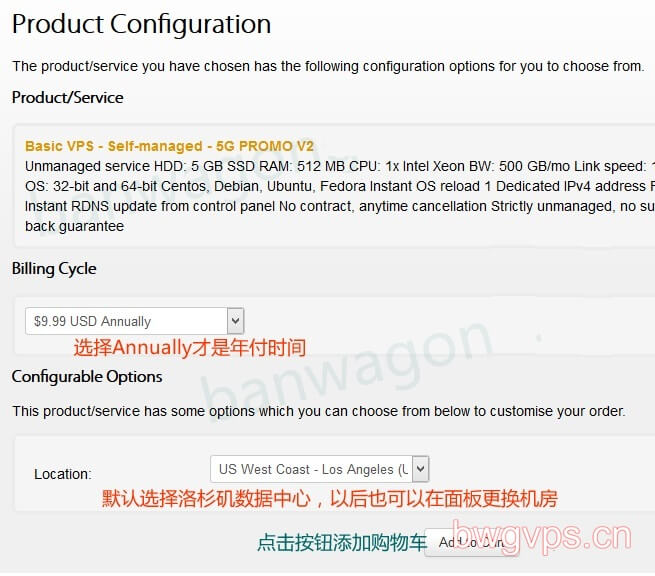 Product Configuration
The product/service you have chosen has the following configuration options for you to choose from.
Product/Service
Basic VPS - Self-managed - 5G PROMO V2
Unmanaged service HDD: 5 GB SSD RAM: 512 MB CPU: 1x Intel Xeon BW: 500 GB/mo Link speed: 1
OS: 32-bit and 64-bit Centos, Debian, Ubuntu, Fedora Instant OS reload 1 Dedicated IPv4 address F
Instant RDNS update from control panel No contract, anytime cancellation Strictly unmanaged, no su
back guarantee
banwagon
Billing Cycle
$9.99 USD Annually
选择Annually才是年付时间
banwagon
Configurable Options
This product/service has some options which you can choose from below to customise your order.
Location:
US West Coast - Los Angeles (U
默认选择洛杉矶数据中心，以后也可以在面板更换机房
点击按钮添加购物车
Add to Cart
bwgvps.cn